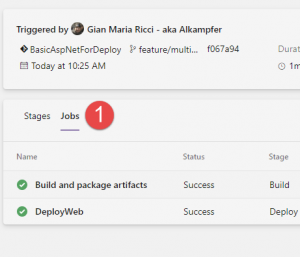 Triggered by Gian Maria Ricci - aka Alkampfer
BasicAspNetForDeploy feature/multi... f067a94 Durat
Today at 10:25 AM 1m
Stages Jobs 1
Name Status Stage
Build and package artifacts Success Build
DeployWeb Success Deploy